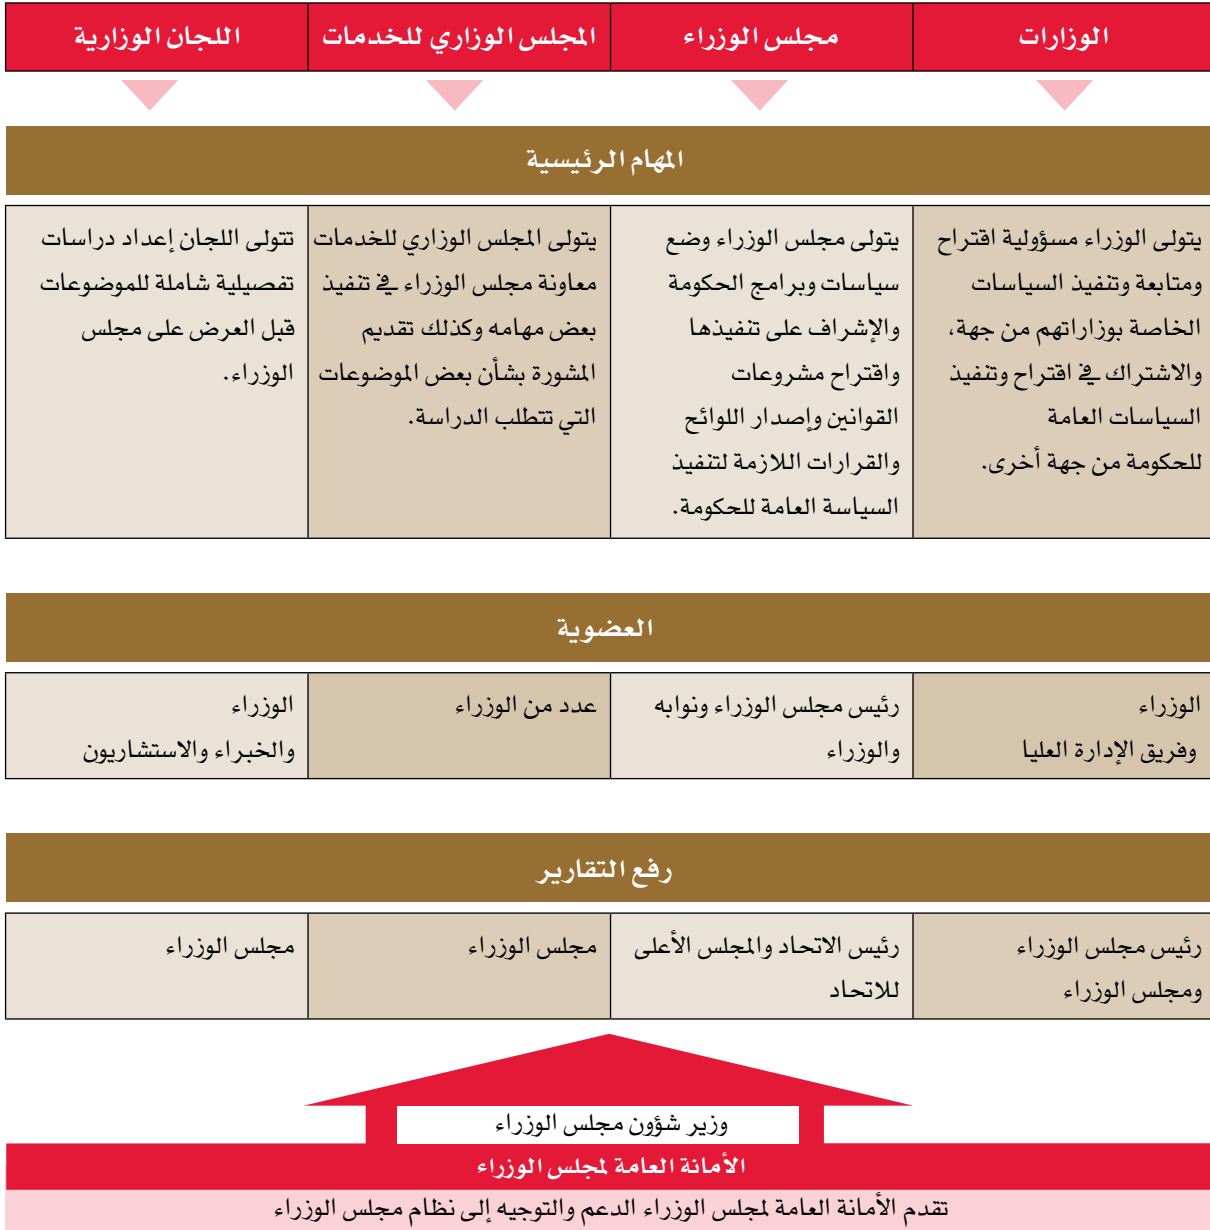 الوزارات
مجلس الوزراء
المجلس الوزاري للخدمات
اللجان الوزارية
المهام الرئيسية
يتولى الوزراء مسؤولية اقتراح
ومتابعة وتنفيذ السياسات
الخاصة بوزاراتهم من جهة،
والاشتراك في اقتراح وتنفيذ
السياسات العامة
للحكومة من جهة أخرى.
يتولى مجلس الوزراء وضع
سياسات وبرامج الحكومة
والإشراف على تنفيذها
واقتراح مشروعات
القوانين وإصدار اللوائح
والقرارات اللازمة لتنفيذ
السياسة العامة للحكومة.
يتولى المجلس الوزاري للخدمات
معاونة مجلس الوزراء في تنفيذ
بعض مهامه وكذلك تقديم
المشورة بشأن بعض الموضوعات
التي تتطلب الدراسة.
تتولى اللجان إعداد دراسات
تفصيلية شاملة للموضوعات
قبل العرض على مجلس
الوزراء.
العضوية
الوزراء
وفريق الإدارة العليا
رئيس مجلس الوزراء ونوابه
والوزراء
عدد من الوزراء
الوزراء
والخبراء والاستشاريون
رفع التقارير
رئيس مجلس الوزراء
ومجلس الوزراء
رئيس الاتحاد والمجلس الأعلى
للاتحاد
مجلس الوزراء
مجلس الوزراء
وزير شؤون مجلس الوزراء
الأمانة العامة لمجلس الوزراء
تقدم الأمانة العامة لمجلس الوزراء الدعم والتوجيه إلى نظام مجلس الوزراء